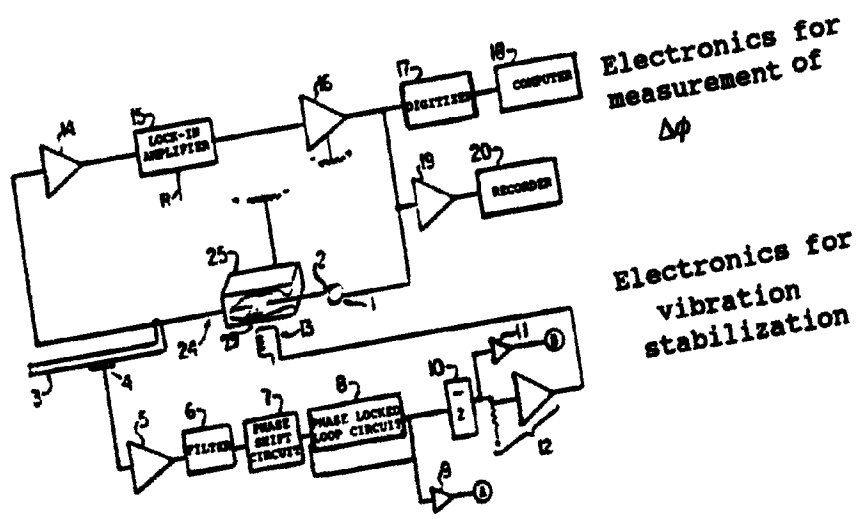 Electronics for
measurement of
Δφ
14
15
LOCK-IN
AMPLIFIER
R
16
17
DIGITIZER
18
COMPUTER
19
20
RECORDER
25
2
1
24
13
3
4
Electronics for
vibration
stabilization
5
6
FILTER
7
PHASE
SHIFT
CIRCUIT
8
PHASE LOCKED
LOOP CIRCUIT
9
A
10
2
11
B
12